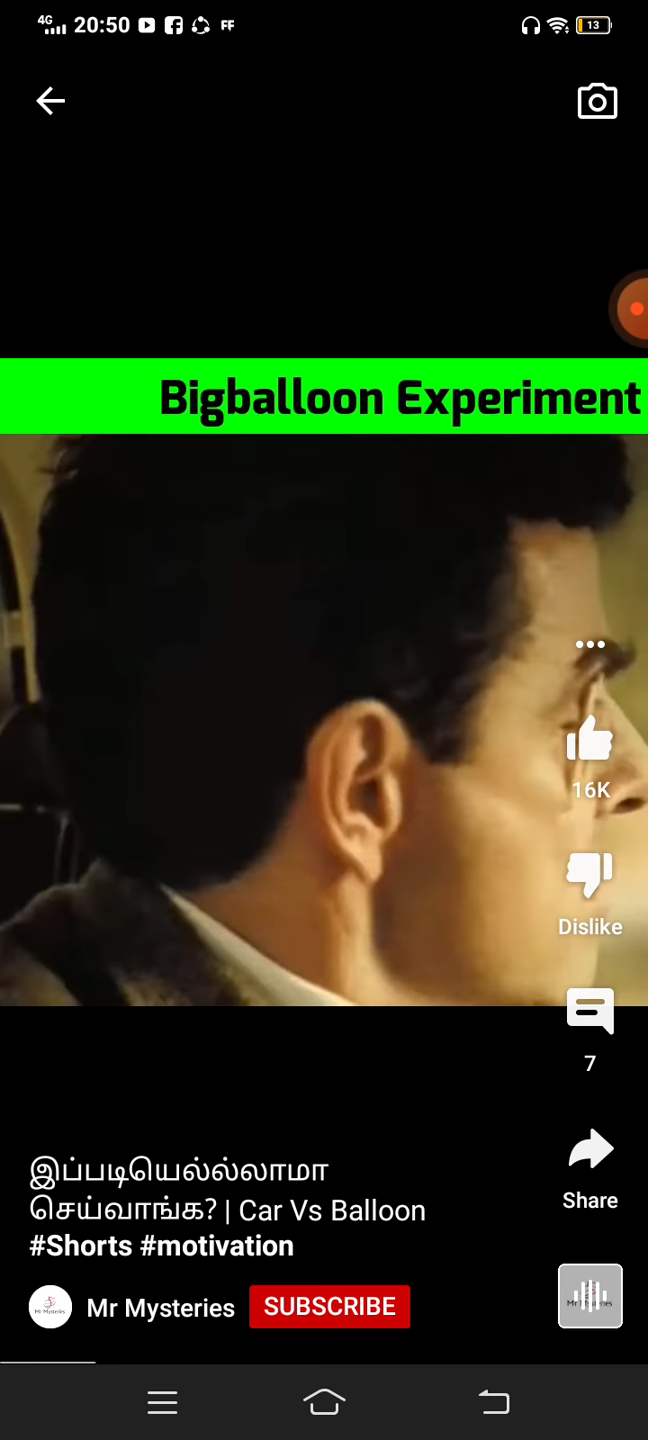 4G 20:50 FF 13
Bigballoon Experiment
16K
Dislike
7
Share
இப்படியெல்ல்லாமா
செய்வாங்க? | Car Vs Balloon
#Shorts #motivation
Mr Mysteries SUBSCRIBE